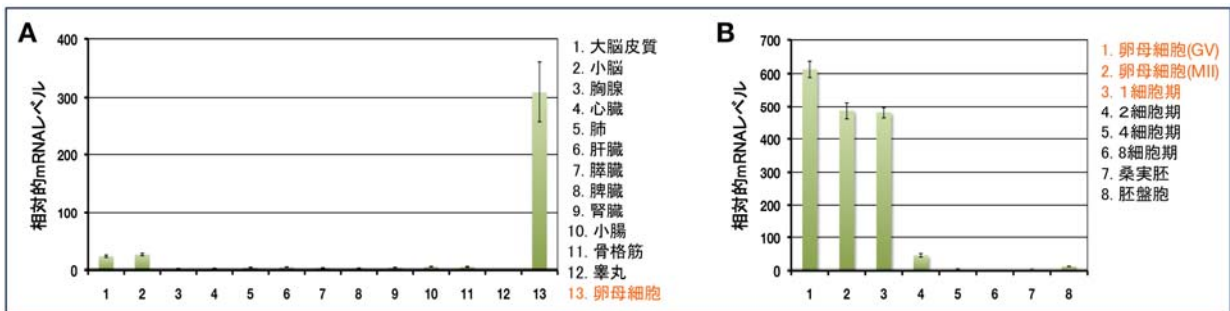 A
相対的mRNAレベル
400
300
200
100
0
1 2 3 4 5 6 7 8 9 10 11 12 13
1. 大脳皮質
2. 小脳
3. 胸腺
4. 心臓
5. 肺
6. 肝臓
7. 膵臓
8. 脾臓
9. 腎臓
10. 小腸
11. 骨格筋
12. 睾丸
13. 卵母細胞
B
相対的mRNAレベル
700
600
500
400
300
200
100
0
1 2 3 4 5 6 7 8
1. 卵母細胞(GV)
2. 卵母細胞(MII)
3. 1細胞期
4. 2細胞期
5. 4細胞期
6. 8細胞期
7. 桑実胚
8. 胚盤胞